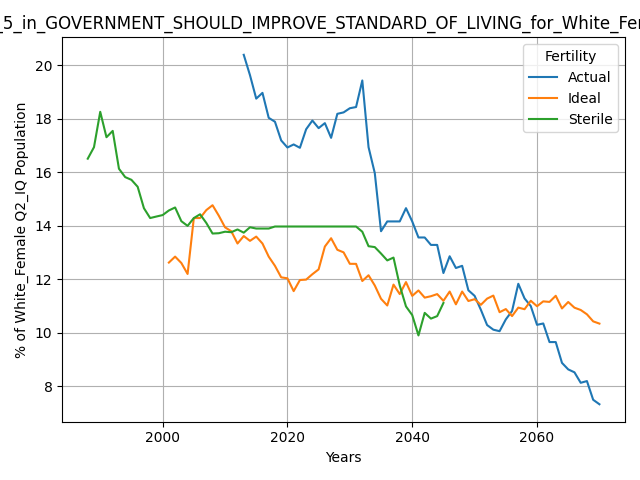 _5_in_GOVERNMENT_SHOULD_IMPROVE_STANDARD_OF_LIVING_for_White_Fe
% of White_Female Q2_IQ Population
20
18
16
14
12
10
8
2000 2020 2040 2060
Years
Fertility
Actual
Ideal
Sterile